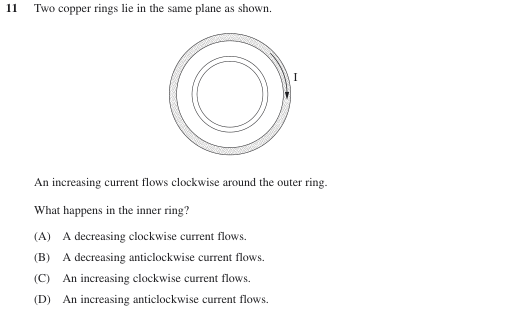 11 Two copper rings lie in the same plane as shown.
I
An increasing current flows clockwise around the outer ring.
What happens in the inner ring?
(A) A decreasing clockwise current flows.
(B) A decreasing anticlockwise current flows.
(C) An increasing clockwise current flows.
(D) An increasing anticlockwise current flows.